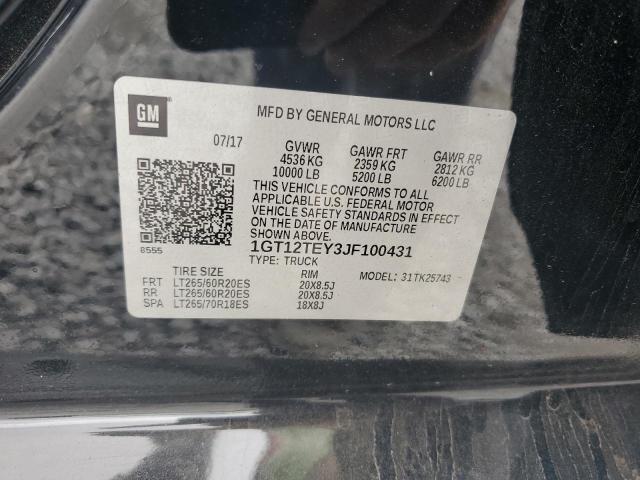 GM
MFD BY GENERAL MOTORS LLC
07/17
GVWR GAWR FRT GAWR RR
4536 KG 2359 KG 2812 KG
10000 LB 5200 LB 6200 LB
THIS VEHICLE CONFORMS TO ALL
APPLICABLE U.S. FEDERAL MOTOR
VEHICLE SAFETY STANDARDS IN EFFECT
ON THE DATE OF MANUFACTURE
SHOWN ABOVE.
8555
1GT12TEY3JF100431
TYPE: TRUCK MODEL: 31TK25743
TIRE SIZE RIM
FRT LT265/60R20ES 20X8.5J
RR LT265/60R20ES 20X8.5J
SPA LT265/70R18ES 18X8J